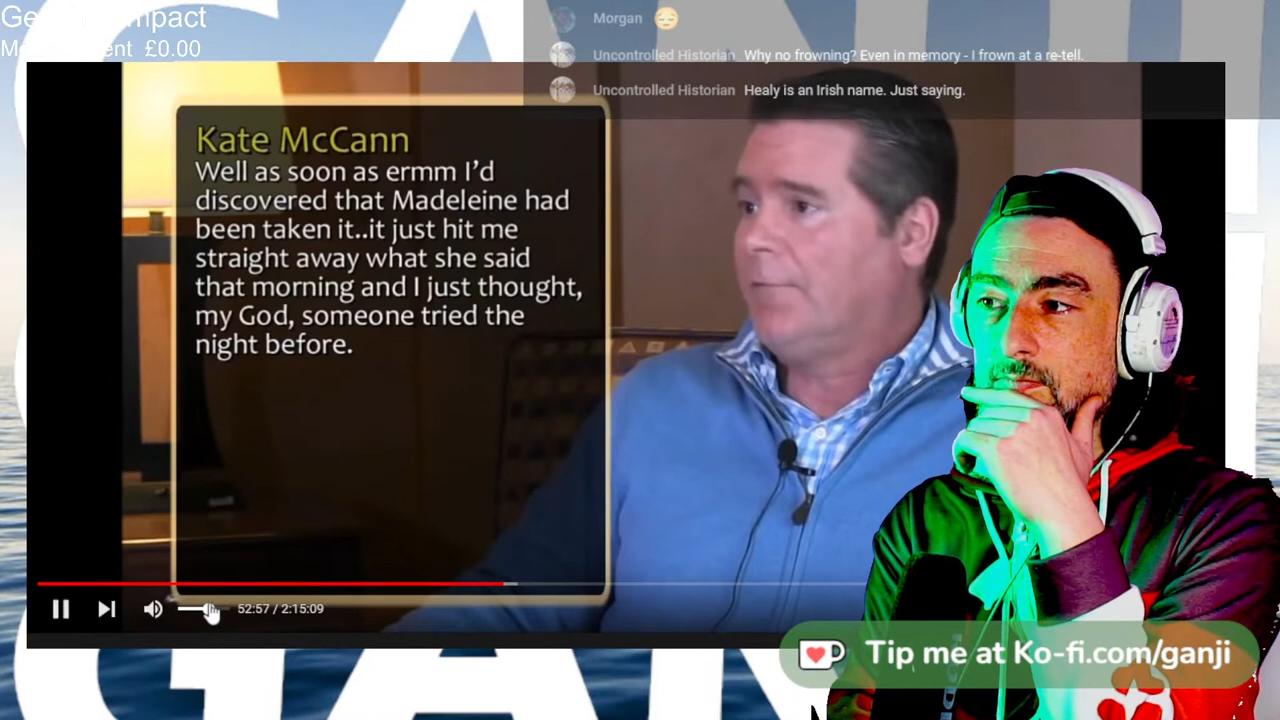 Morgan
Uncontrolled Historian Why no frowning? Even in memory - I frown at a re-tell.
Uncontrolled Historian Healy is an Irish name. Just saying.
£0.00
Kate McCann
Well as soon as ermm I'd
discovered that Madeleine had
been taken it..it just hit me
straight away what she said
that morning and I just thought,
my God, someone tried the
night before.
52:57 / 2:15:09
Tip me at Ko-fi.com/ganji